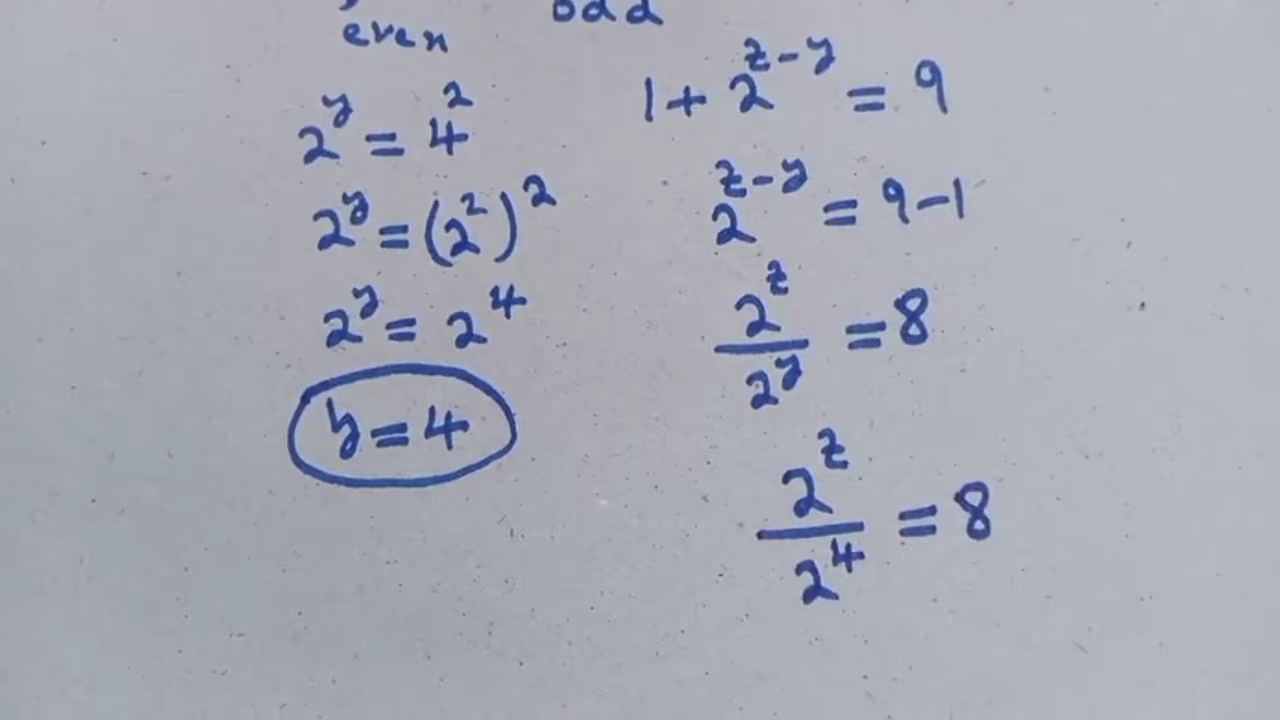 even odd
2^y = 4^2
2^y = (2^2)^2
2^y = 2^4
y = 4
1 + 2^{z-y} = 9
2^{z-y} = 9 - 1
2^z / 2^y = 8
2^z / 2^4 = 8